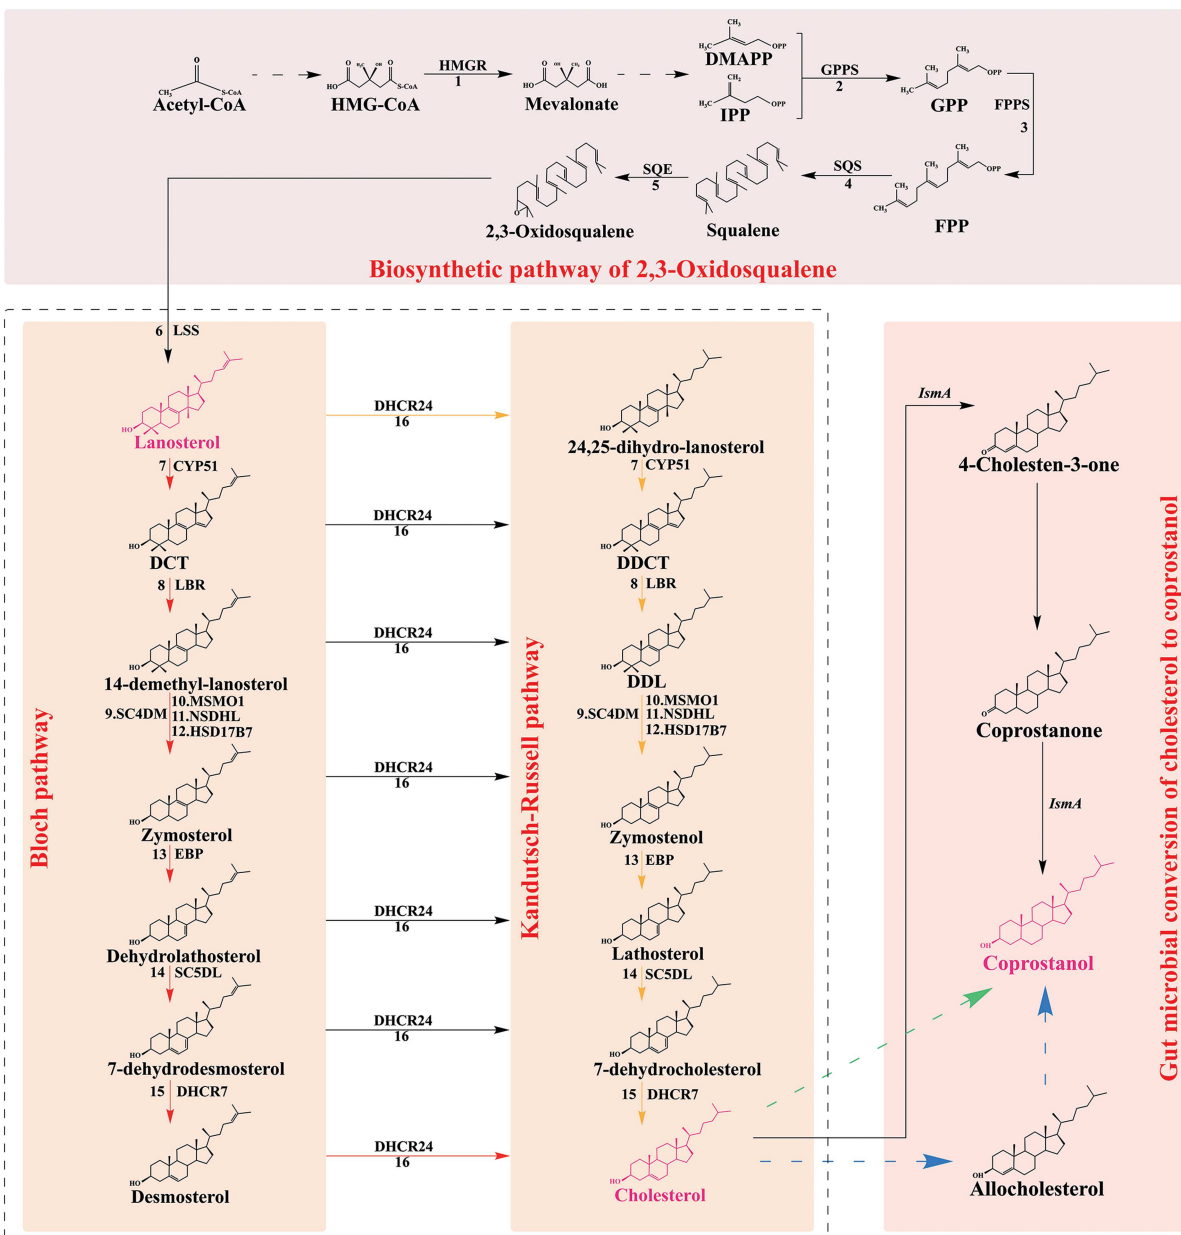 Acetyl-CoA
HMG-CoA
HMGR
1
Mevalonate
DMAPP
IPP
GPPS
2
GPP
FPPS
3
FPP
SQS
4
Squalene
SQE
5
2,3-Oxidosqualene
Biosynthetic pathway of 2,3-Oxidosqualene
6 LSS
Bloch pathway
Lanosterol
7 CYP51
DCT
8 LBR
14-demethyl-lanosterol
9.SC4DM
10.MSMO1
11.NSDHL
12.HSD17B7
Zymosterol
13 EBP
Dehydrolathosterol
14 SC5DL
7-dehydrodesmosterol
15 DHCR7
Desmosterol
DHCR24
16
DHCR24
16
DHCR24
16
DHCR24
16
DHCR24
16
DHCR24
16
DHCR24
16
Kandutsch-Russell pathway
24,25-dihydro-lanosterol
7 CYP51
DDCT
8 LBR
DDL
9.SC4DM
10.MSMO1
11.NSDHL
12.HSD17B7
Zymostenol
13 EBP
Lathosterol
14 SC5DL
7-dehydrocholesterol
15 DHCR7
Cholesterol
IsmA
4-Cholesten-3-one
Coprostanone
IsmA
Coprostanol
Allocholesterol
Gut microbial conversion of cholesterol to coprostanol